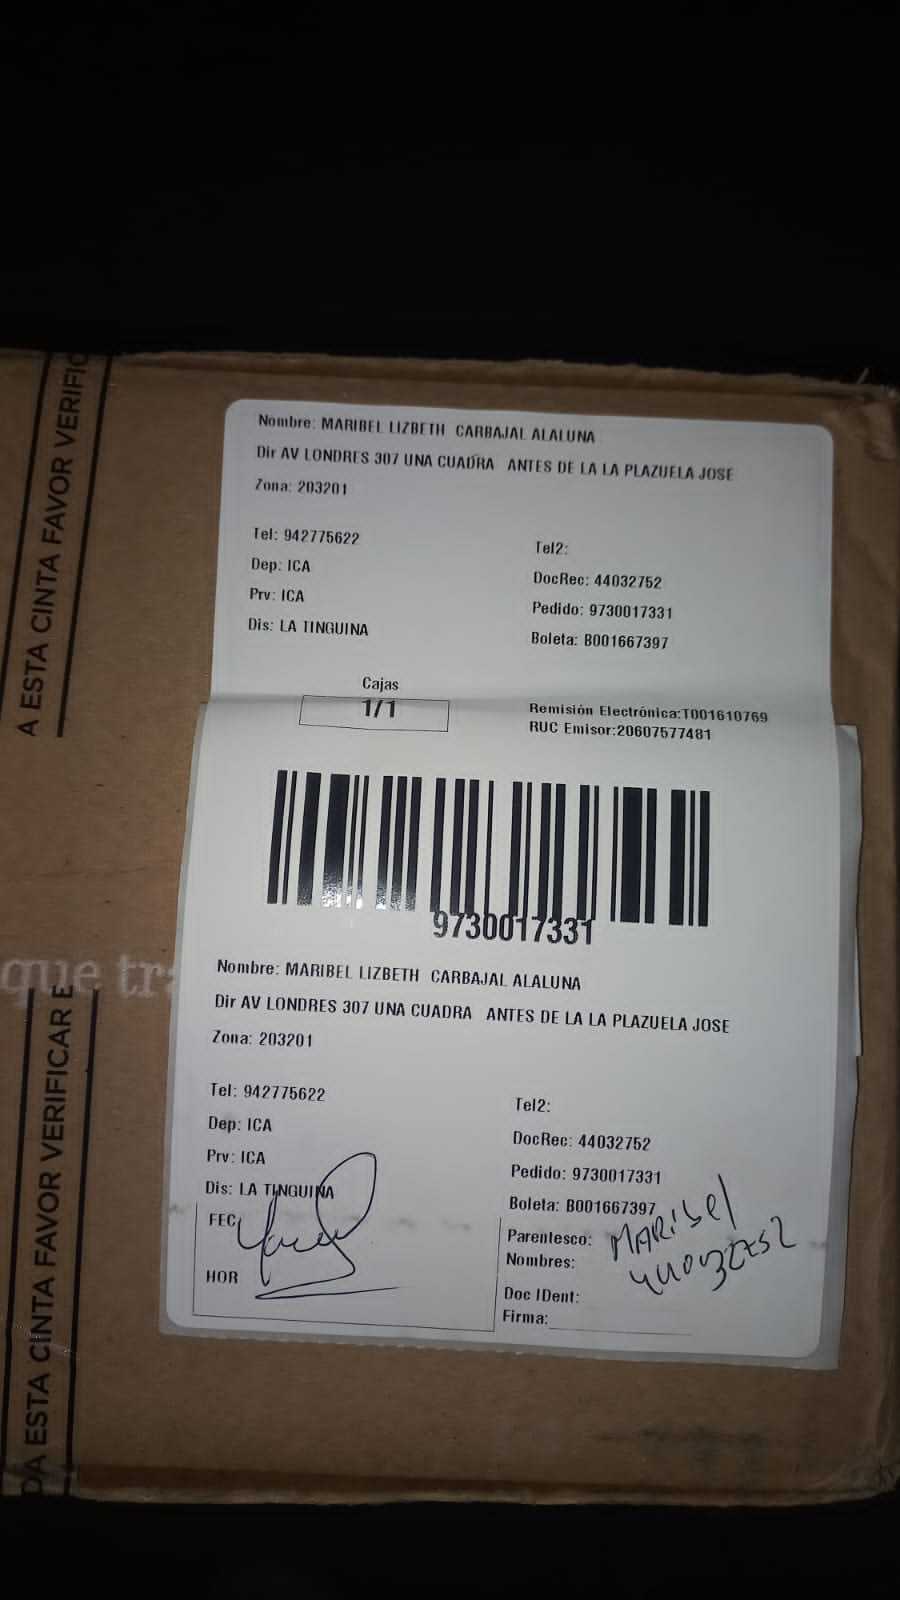 A ESTA CINTA FAVOR VERIFIC
Nombre: MARIBEL LIZBETH CARBAJAL ALALUNA
Dir AV LONDRES 307 UNA CUADRA ANTES DE LA LA PLAZUELA JOSE
Zona: 203201
Tel: 942775622
Tel2:
Dep: ICA
DocRec: 44032752
Prv: ICA
Pedido: 9730017331
Dis: LA TINGUINA
Boleta: B001667397
Cajas
1/1
Remisión Electrónica:T001610769
RUC Emisor:20607577481
9730017331
que tra
Nombre: MARIBEL LIZBETH CARBAJAL ALALUNA
Dir AV LONDRES 307 UNA CUADRA ANTES DE LA LA PLAZUELA JOSE
Zona: 203201
Tel: 942775622
Tel2:
Dep: ICA
DocRec: 44032752
Prv: ICA
Pedido: 9730017331
Dis: LA TINGUINA
Boleta: B001667397
FEC
Parentesco:
MARIBEL
Nombres:
44032752
HOR
Doc IDent:
Firma:
DA ESTA CINTA FAVOR VERIFICAR E